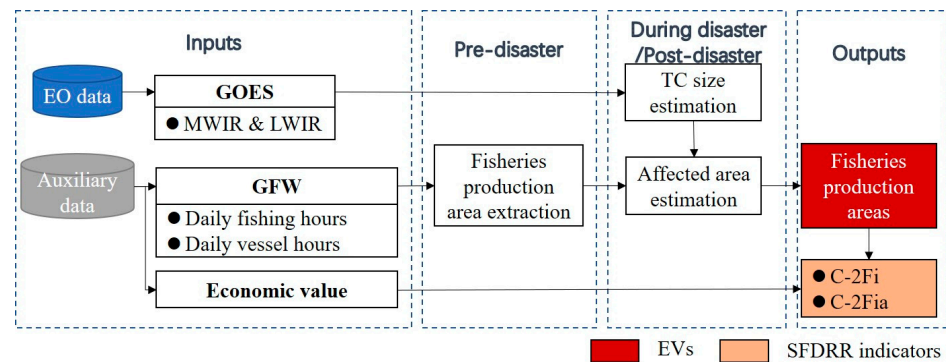 Inputs
Pre-disaster
During disaster
/Post-disaster
Outputs
EO data
GOES
● MWIR & LWIR
TC size
estimation
Auxiliary
data
GFW
● Daily fishing hours
● Daily vessel hours
Fisheries
production
area extraction
Affected area
estimation
Fisheries
production
areas
Economic value
● C-2Fi
● C-2Fia
EVs
SFDRR indicators